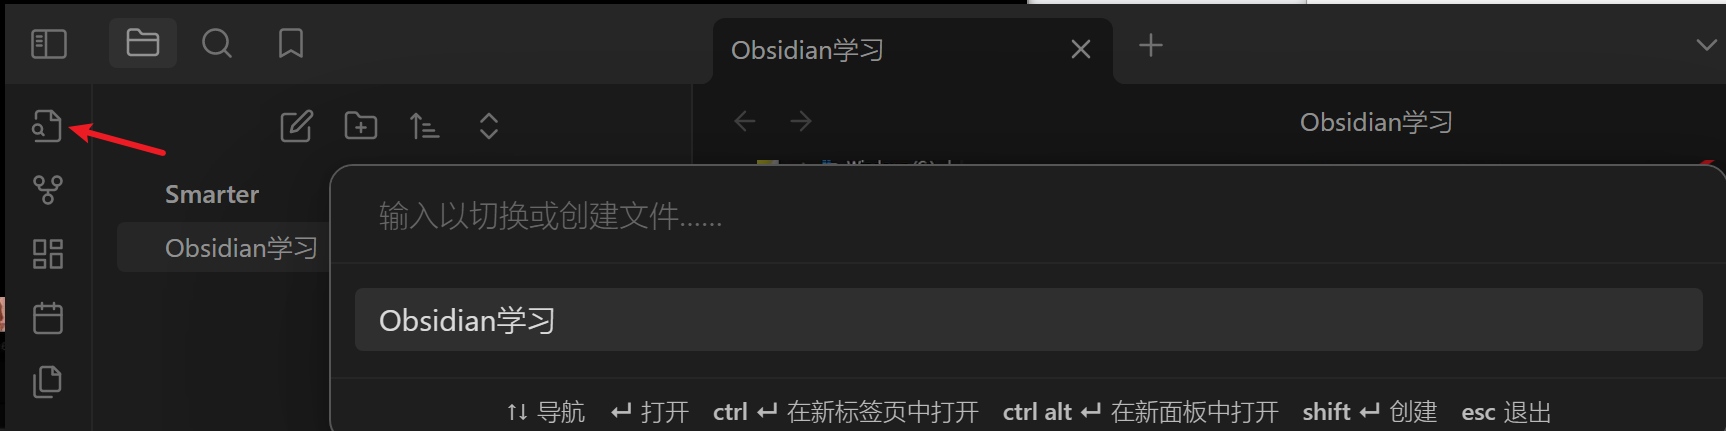 Obsidian学习
Obsidian学习
Smarter
Obsidian学习
输入以切换或创建文件......
Obsidian学习
↑↓ 导航 ↵ 打开 ctrl ↵ 在新标签页中打开 ctrl alt ↵ 在新面板中打开 shift ↵ 创建 esc 退出